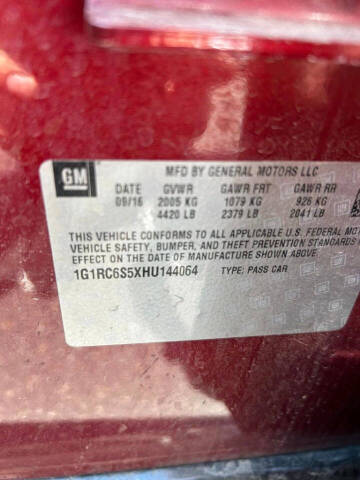 GM
MFD BY GENERAL MOTORS LLC
DATE GVWR GAWR FRT GAWR RR
09/16 2005 KG 1079 KG 926 KG
4420 LB 2379 LB 2041 LB
THIS VEHICLE CONFORMS TO ALL APPLICABLE U.S. FEDERAL MOTOR
VEHICLE SAFETY, BUMPER, AND THEFT PREVENTION STANDARDS
EFFECT ON THE DATE OF MANUFACTURE SHOWN ABOVE.
1G1RC6S5XHU144064 TYPE: PASS CAR